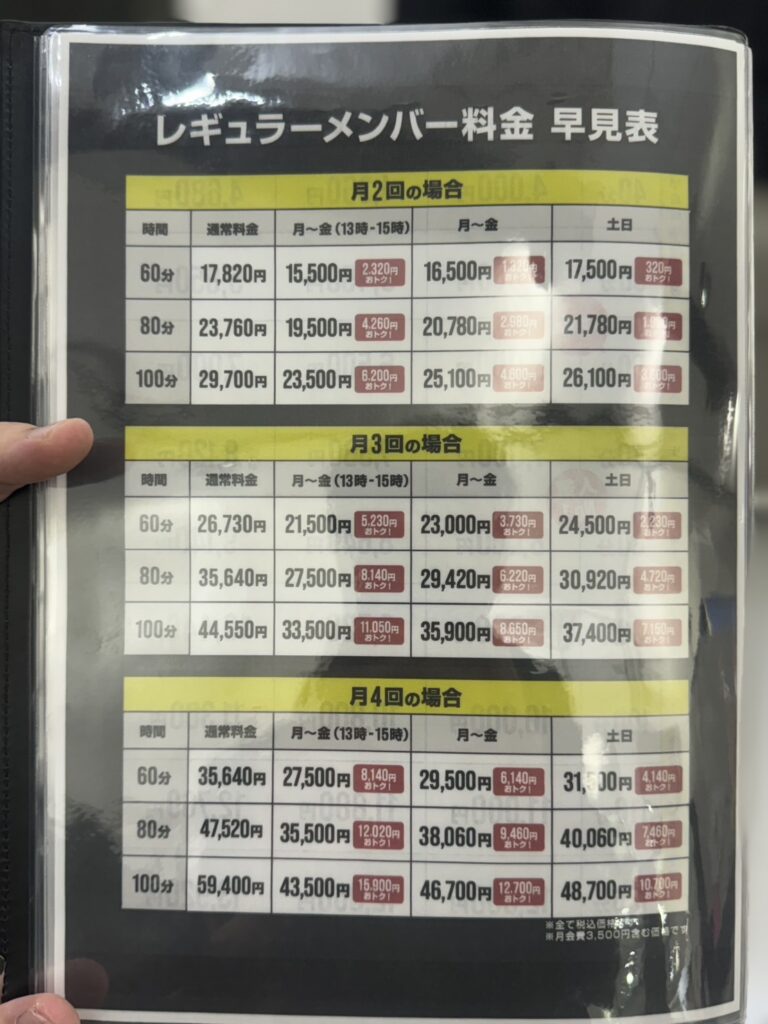 レギュラーメンバー料金 早見表
月2回の場合
時間 通常料金 月〜金(13時-15時) 月〜金 土日
60分 17,820円 15,500円 2,320円おトク! 16,500円 1,320円おトク! 17,500円 320円おトク!
80分 23,760円 19,500円 4,260円おトク! 20,780円 2,980円おトク! 21,780円
100分 29,700円 23,500円 6,200円おトク! 25,100円 4,600円おトク! 26,100円 3,600円おトク!
月3回の場合
時間 通常料金 月〜金(13時-15時) 月〜金 土日
60分 26,730円 21,500円 5,230円おトク! 23,000円 3,730円おトク! 24,500円 2,230円おトク!
80分 35,640円 27,500円 8,140円おトク! 29,420円 6,220円おトク! 30,920円 4,720円おトク!
100分 44,550円 33,500円 11,050円おトク! 35,900円 8,650円おトク! 37,400円 7,150円おトク!
月4回の場合
時間 通常料金 月〜金(13時-15時) 月〜金 土日
60分 35,640円 27,500円 8,140円おトク! 29,500円 6,140円おトク! 31,500円 4,140円おトク!
80分 47,520円 35,500円 12,020円おトク! 38,060円 9,460円おトク! 40,060円 7,460円おトク!
100分 59,400円 43,500円 15,900円おトク! 46,700円 12,700円おトク! 48,700円 10,700円おトク!
※全て税込価格
※月会費3,500円含む価格です